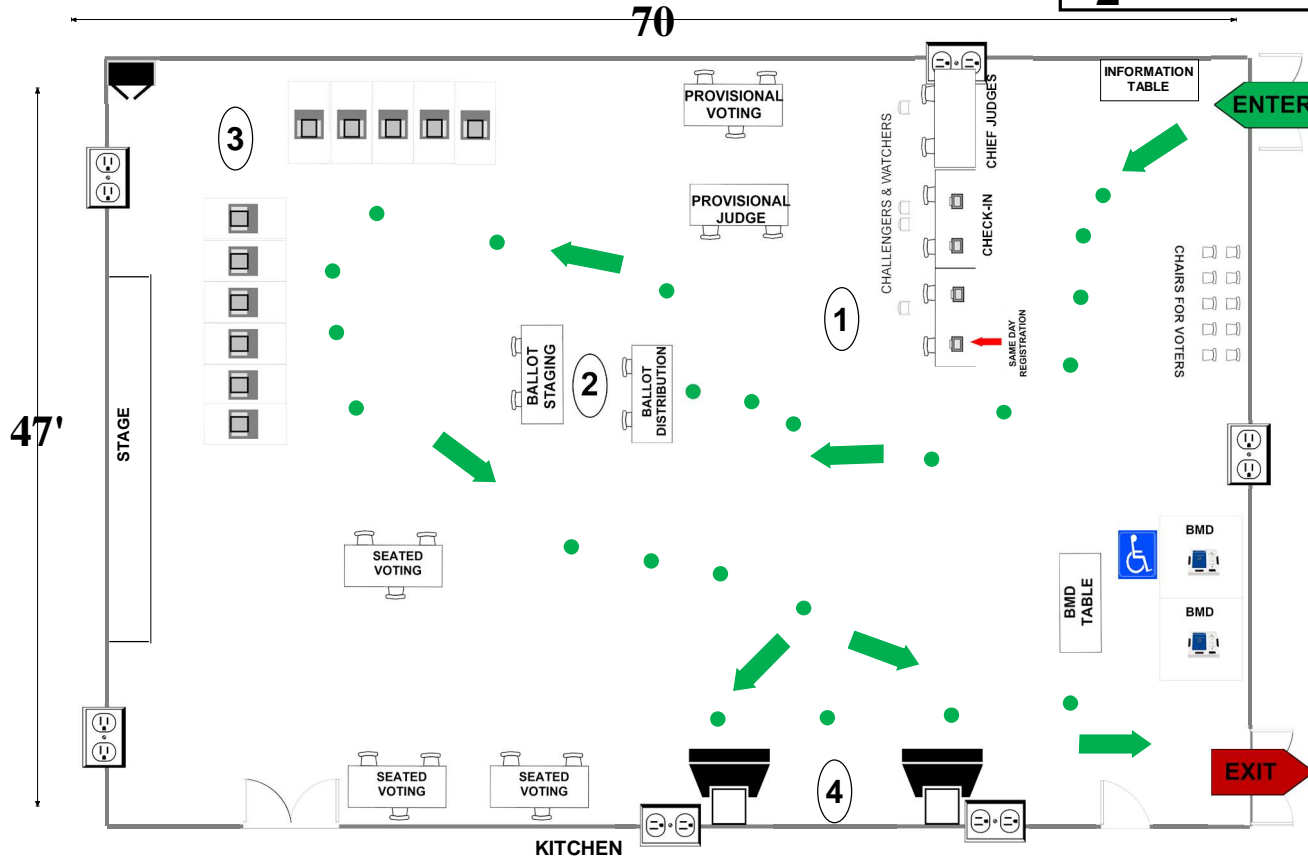 2
70
INFORMATION
TABLE
ENTER
PROVISIONAL
VOTING
CHIEF JUDGES
3
CHALLENGERS & WATCHERS
PROVISIONAL
JUDGE
CHECK-IN
CHAIRS FOR VOTERS
1
SAME DAY
REGISTRATION
BALLOT
STAGING
2
BALLOT
DISTRIBUTION
47'
STAGE
BMD
SEATED
VOTING
BMD
TABLE
BMD
SEATED
VOTING
SEATED
VOTING
4
EXIT
KITCHEN